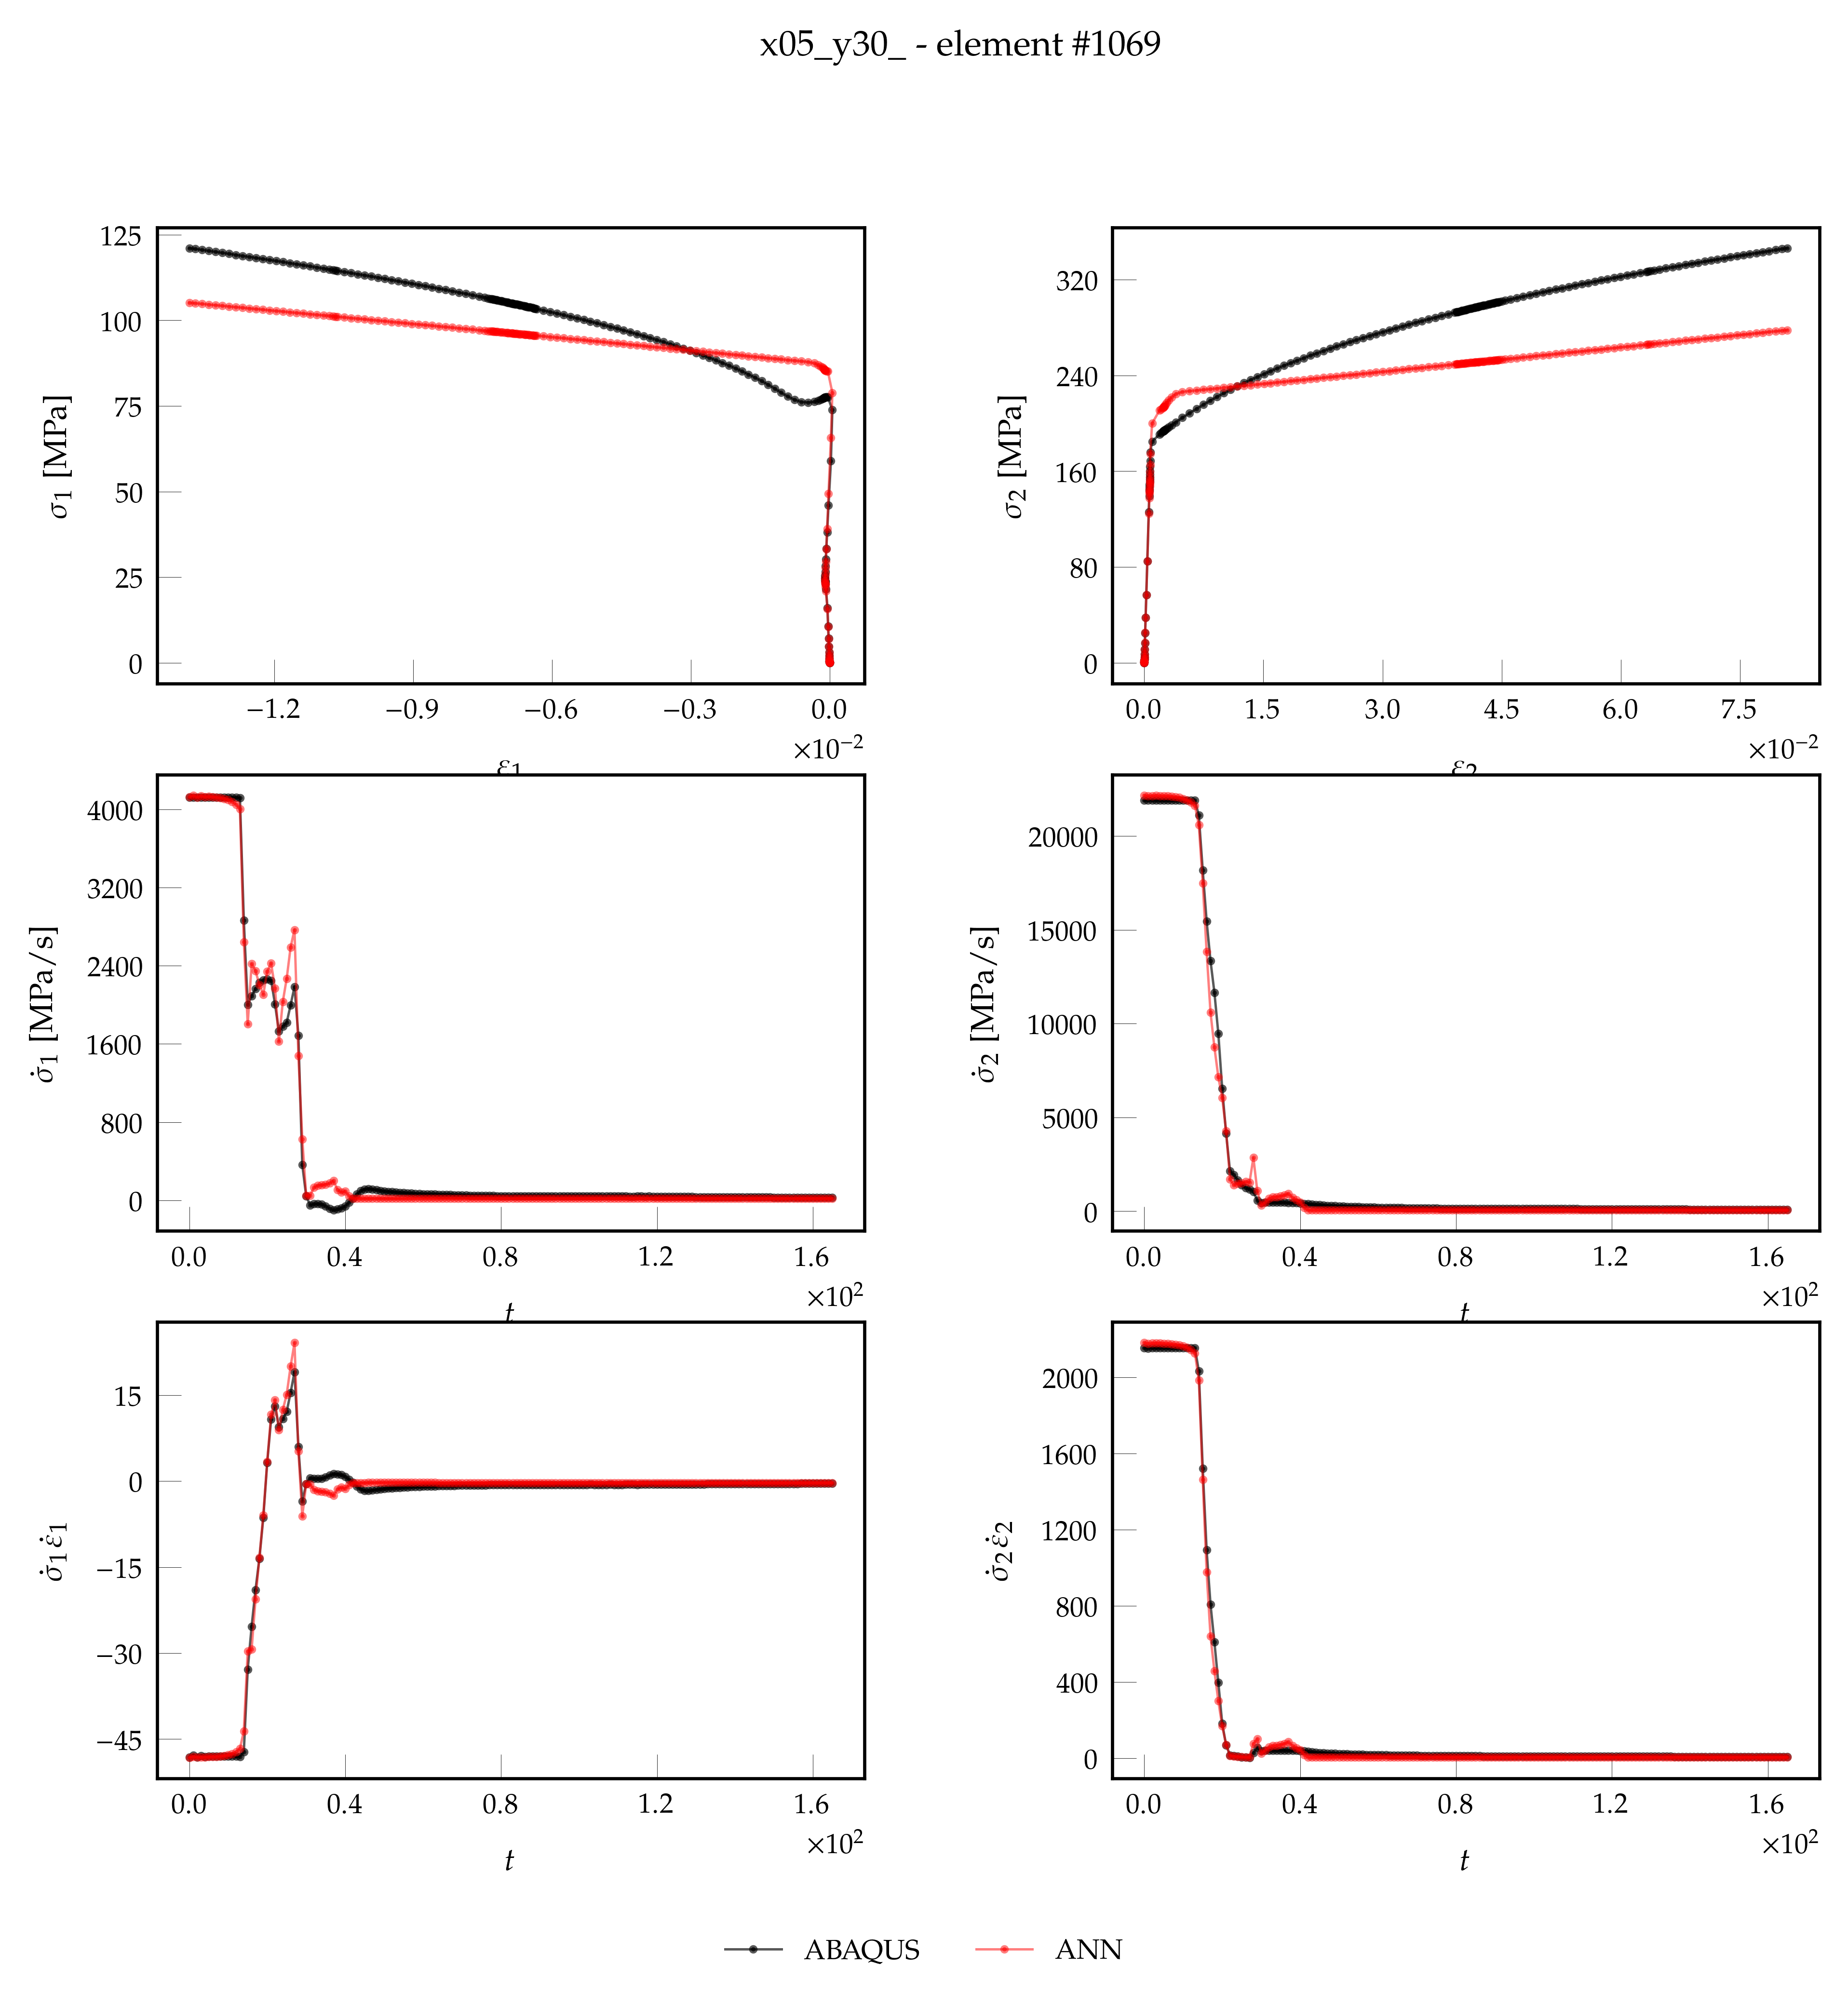 x05_y30_ - element #1069
125
100
75
50
25
0
σ₁ [MPa]
−1.2 −0.9 −0.6 −0.3 0.0
×10⁻²
ε₁
320
240
160
80
0
σ₂ [MPa]
0.0 1.5 3.0 4.5 6.0 7.5
×10⁻²
ε₂
4000
3200
2400
1600
800
0
σ̇₁ [MPa/s]
0.0 0.4 0.8 1.2 1.6
×10²
t
20000
15000
10000
5000
0
σ̇₂ [MPa/s]
0.0 0.4 0.8 1.2 1.6
×10²
t
15
0
−15
−30
−45
σ̇₁ε̇₁
0.0 0.4 0.8 1.2 1.6
×10²
t
2000
1600
1200
800
400
0
σ̇₂ε̇₂
0.0 0.4 0.8 1.2 1.6
×10²
t
ABAQUS ANN